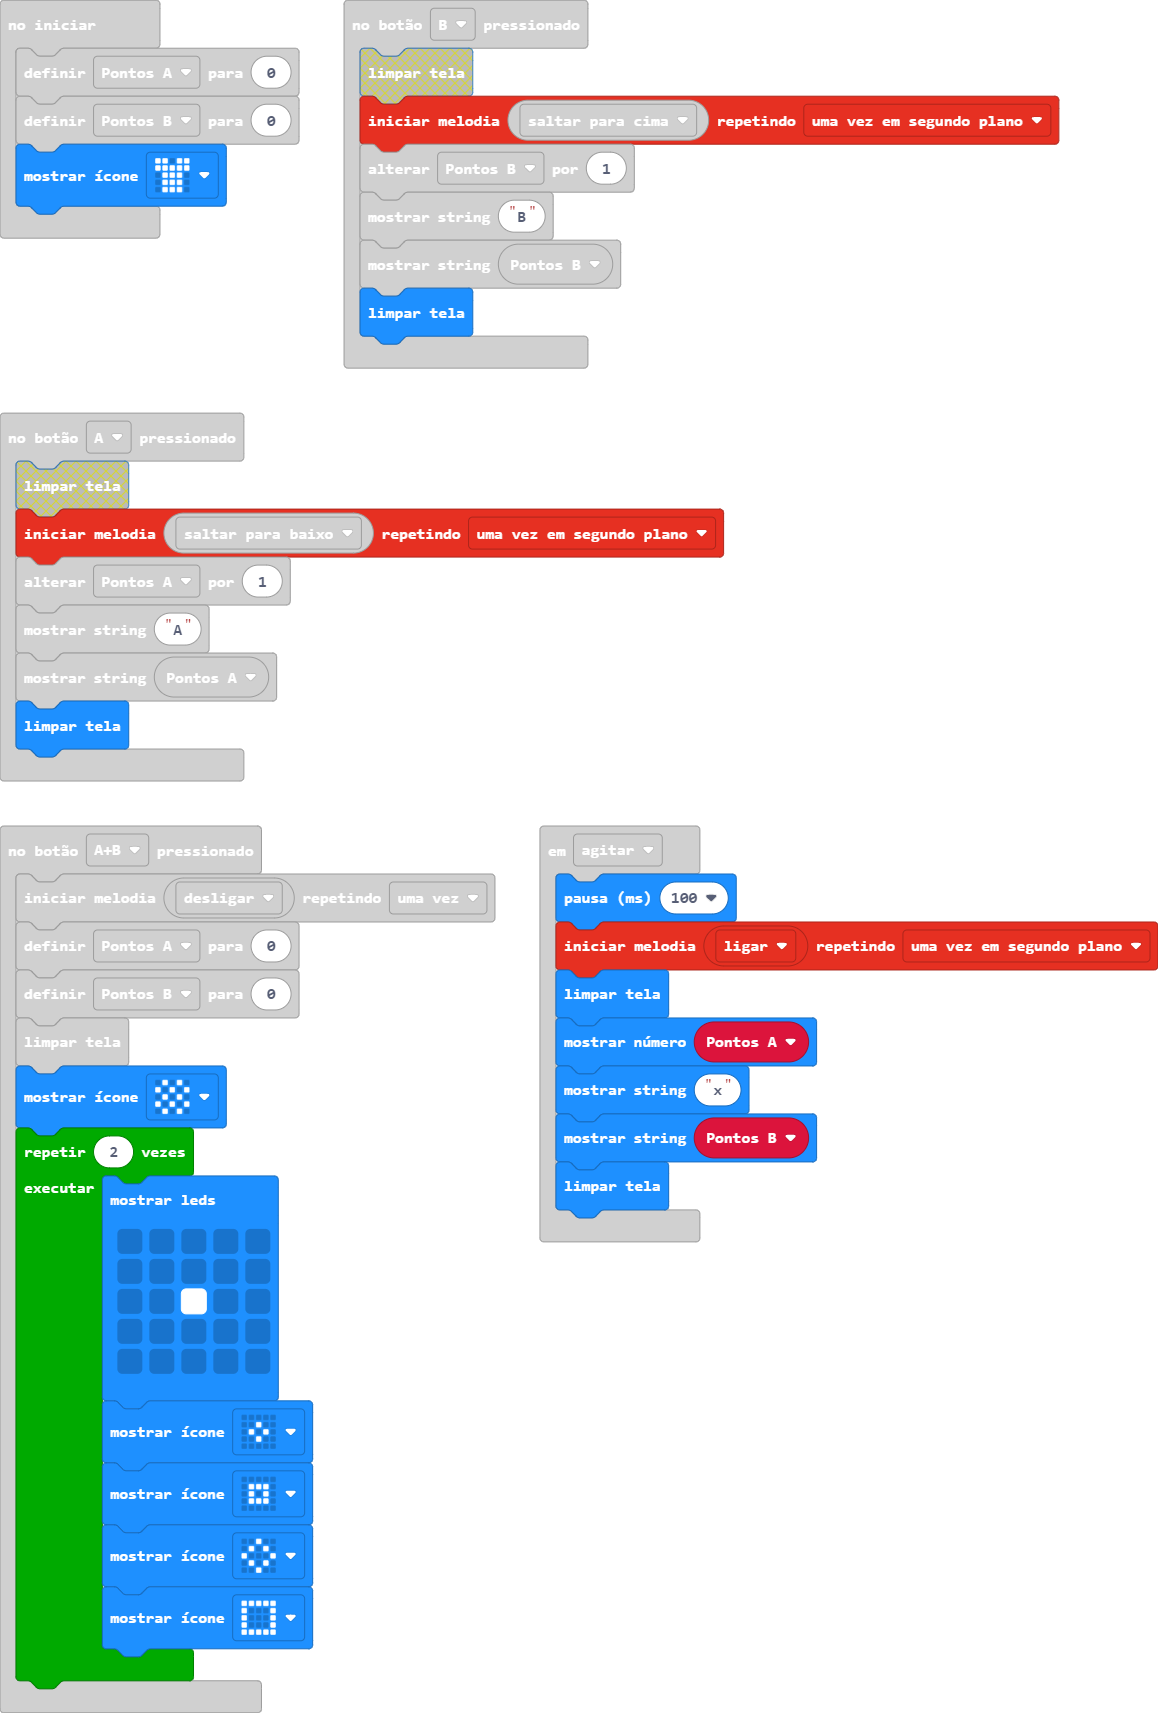 no iniciar
definir Pontos A para 0
definir Pontos B para 0
mostrar ícone
no botão B pressionado
limpar tela
iniciar melodia saltar para cima repetindo uma vez em segundo plano
alterar Pontos B por 1
mostrar string "B"
mostrar string Pontos B
limpar tela
no botão A pressionado
limpar tela
iniciar melodia saltar para baixo repetindo uma vez em segundo plano
alterar Pontos A por 1
mostrar string "A"
mostrar string Pontos A
limpar tela
no botão A+B pressionado
iniciar melodia desligar repetindo uma vez
definir Pontos A para 0
definir Pontos B para 0
limpar tela
mostrar ícone
repetir 2 vezes
executar
mostrar leds
mostrar ícone
mostrar ícone
mostrar ícone
mostrar ícone
em agitar
pausa (ms) 100
iniciar melodia ligar repetindo uma vez em segundo plano
limpar tela
mostrar número Pontos A
mostrar string "x"
mostrar string Pontos B
limpar tela